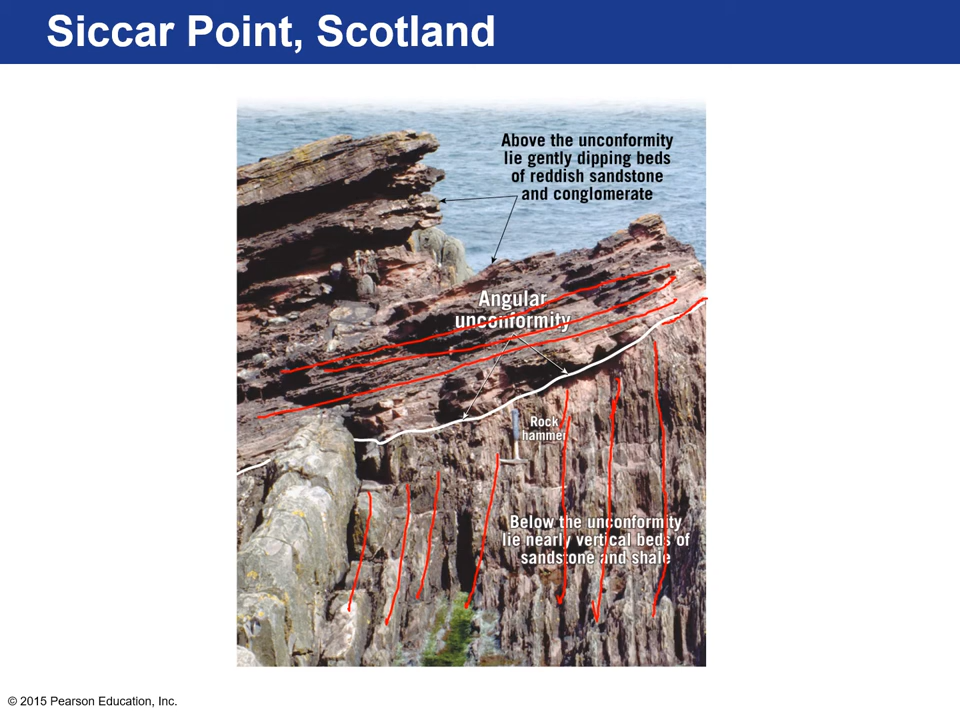 Siccar Point, Scotland
Above the unconformity
lie gently dipping beds
of reddish sandstone
and conglomerate
Angular
unconformity
Rock
hammer
Below the unconformity
lie nearly vertical beds of
sandstone and shale
© 2015 Pearson Education, Inc.